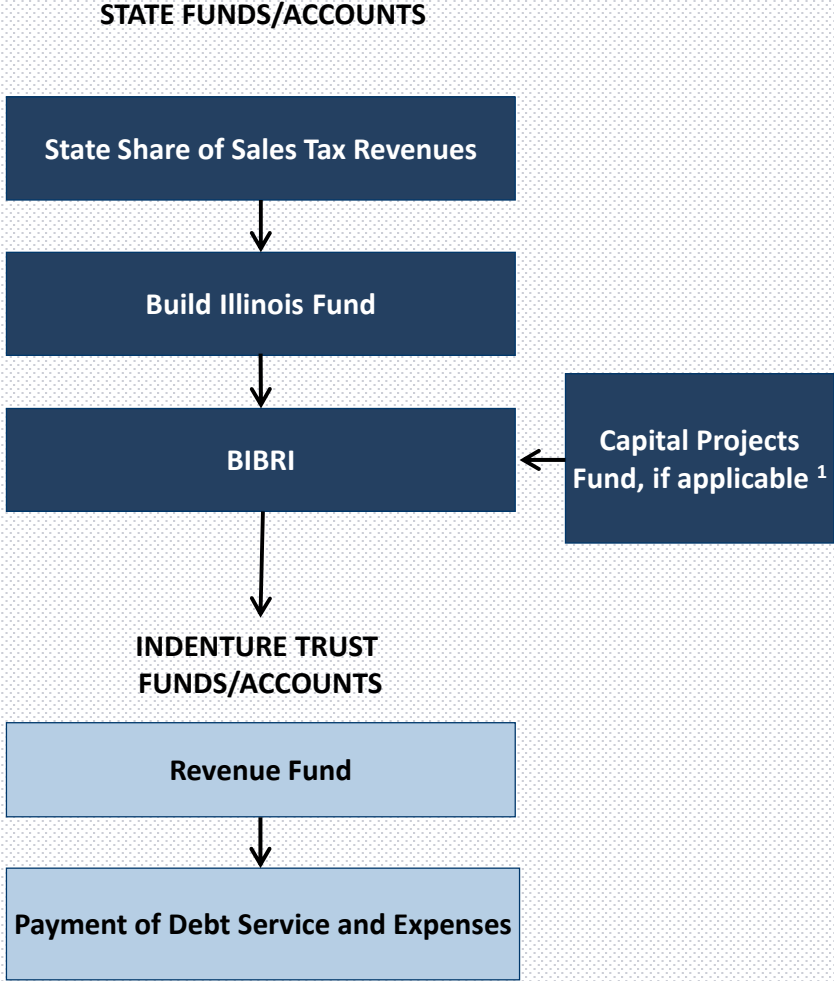 STATE FUNDS/ACCOUNTS
State Share of Sales Tax Revenues
Build Illinois Fund
BIBRI
Capital Projects
Fund, if applicable ¹
INDENTURE TRUST
FUNDS/ACCOUNTS
Revenue Fund
Payment of Debt Service and Expenses